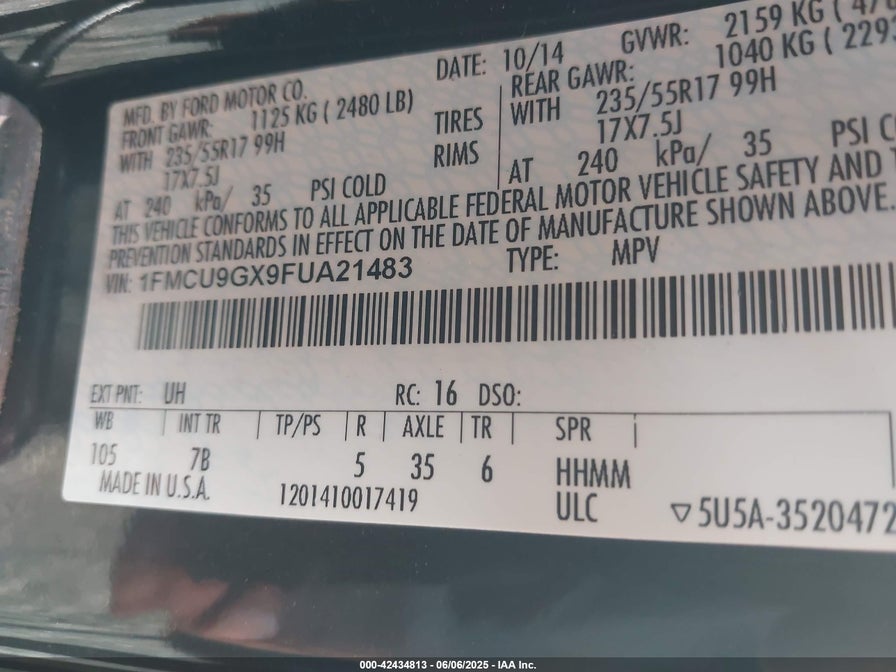 MFD. BY FORD MOTOR CO. DATE: 10/14 GVWR: 2159 KG
FRONT GAWR: 1125 KG ( 2480 LB) REAR GAWR: 1040 KG
WITH 235/55R17 99H TIRES WITH 235/55R17 99H
17X7.5J RIMS 17X7.5J
AT 240 kPa/ 35 PSI COLD AT 240 kPa/ 35 PSI
THIS VEHICLE CONFORMS TO ALL APPLICABLE FEDERAL MOTOR VEHICLE SAFETY AND
PREVENTION STANDARDS IN EFFECT ON THE DATE OF MANUFACTURE SHOWN ABOVE.
VIN: 1FMCU9GX9FUA21483 TYPE: MPV
EXT PNT: UH RC: 16 DSO:
WB INT TR TP/PS R AXLE TR SPR
105 7B 5 35 6 HHMM
MADE IN U.S.A. 1201410017419 ULC ▽5U5A-3520472
000-42434813 - 06/06/2025 - IAA Inc.